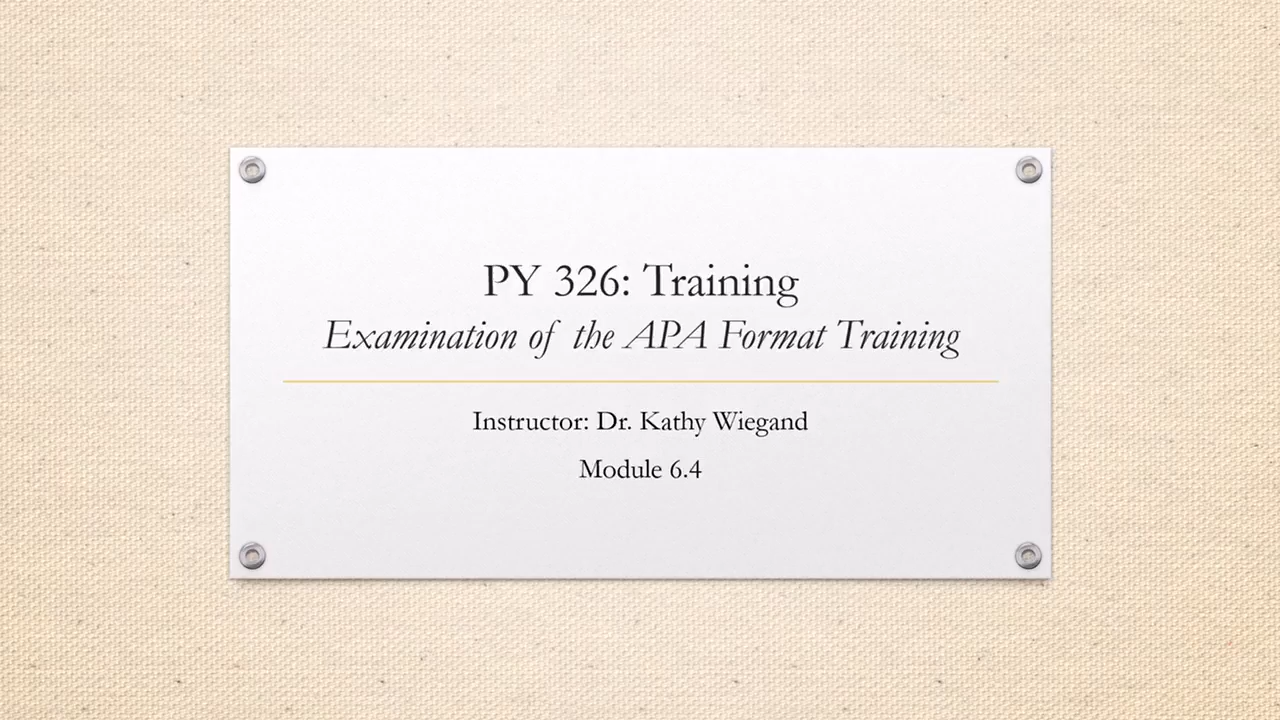 PY 326: Training
Examination of the APA Format Training
Instructor: Dr. Kathy Wiegand
Module 6.4